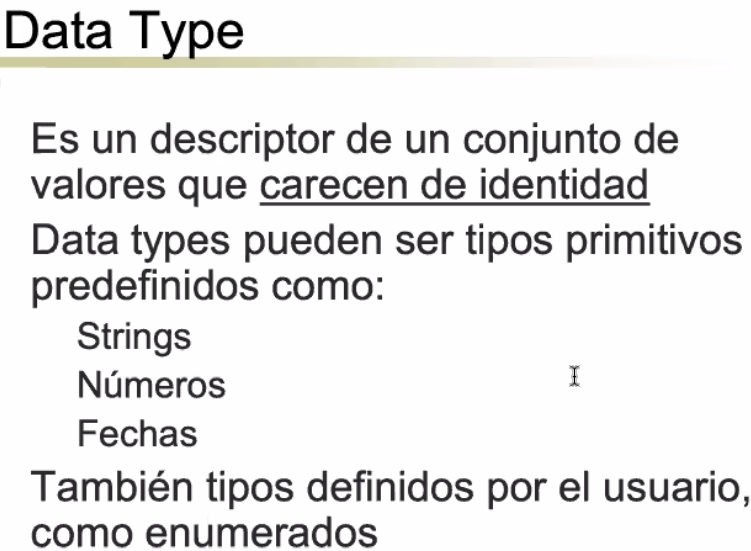 Data Type
Es un descriptor de un conjunto de
valores que carecen de identidad
Data types pueden ser tipos primitivos
predefinidos como:
Strings
Números
Fechas
También tipos definidos por el usuario,
como enumerados